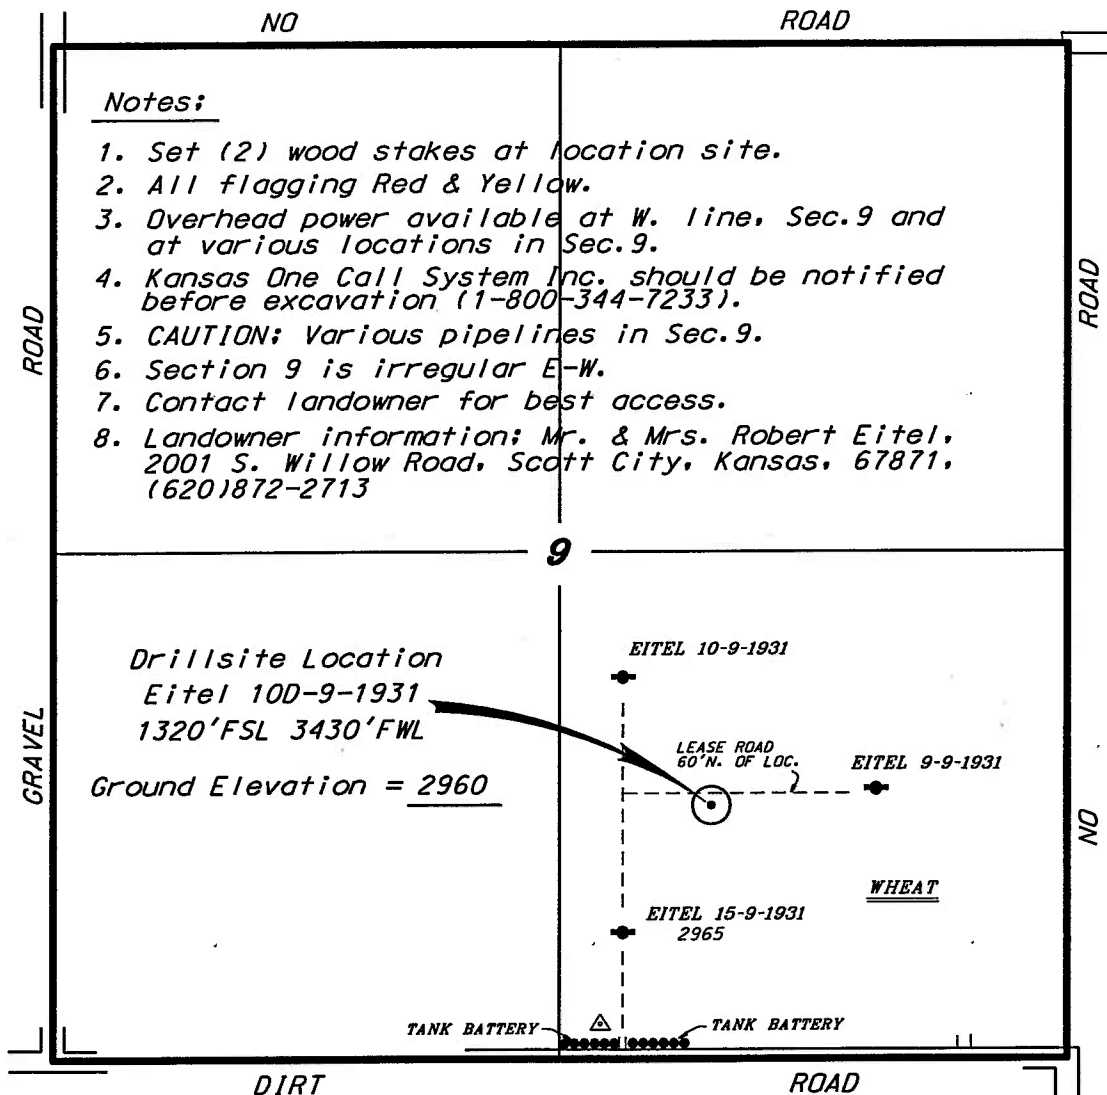 NO ROAD
Notes:
1. Set (2) wood stakes at location site.
2. All flagging Red & Yellow.
3. Overhead power available at W. line, Sec.9 and
at various locations in Sec.9.
4. Kansas One Call System Inc. should be notified
before excavation (1-800-344-7233).
5. CAUTION: Various pipelines in Sec.9.
6. Section 9 is irregular E-W.
7. Contact landowner for best access.
8. Landowner information: Mr. & Mrs. Robert Eitel,
2001 S. Willow Road, Scott City, Kansas, 67871,
(620)872-2713
GRAVEL ROAD
NO ROAD
9
Drillsite Location
Eitel 10D-9-1931
1320'FSL 3430'FWL
Ground Elevation = 2960
EITEL 10-9-1931
LEASE ROAD
60'N. OF LOC.
EITEL 9-9-1931
WHEAT
EITEL 15-9-1931
2965
TANK BATTERY
TANK BATTERY
DIRT ROAD